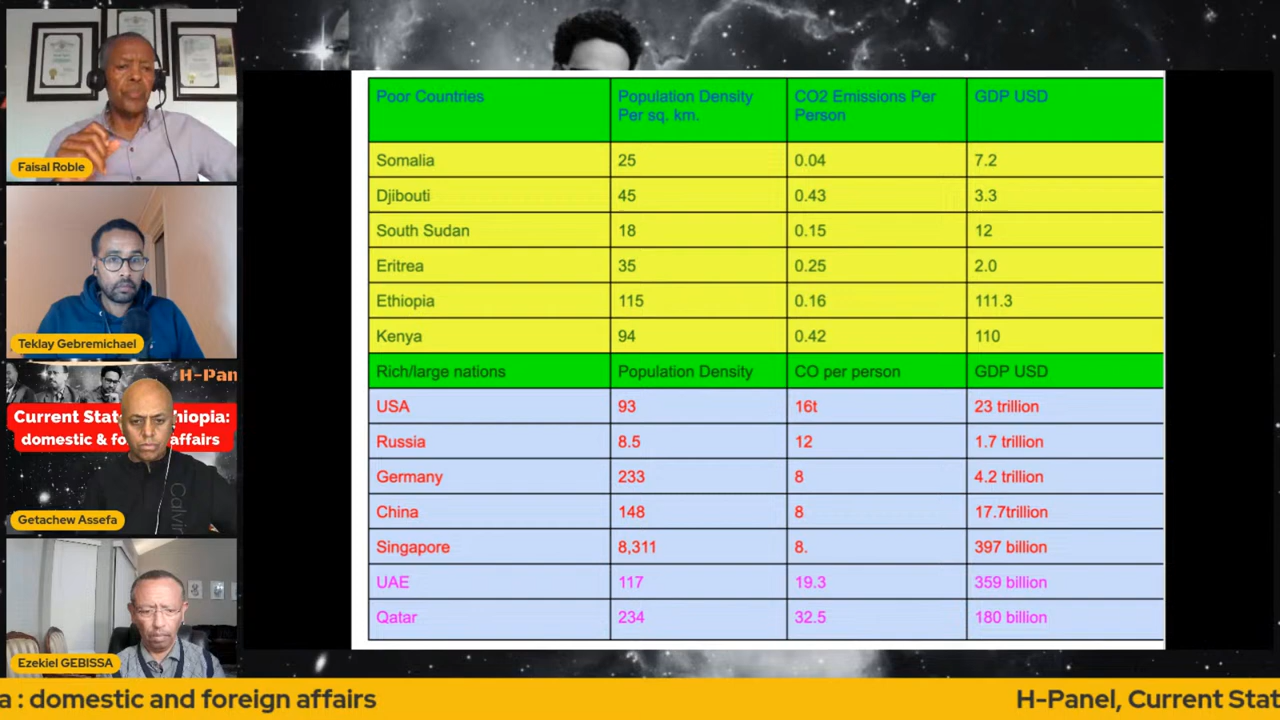 Faisal Roble
Teklay Gebremichael
H-Pan
Current Stat
hiopia:
domestic & fo
affairs
Calvin
Getachew Assefa
Ezekiel GEBISSA
Poor Countries Population Density Per sq. km. CO2 Emissions Per Person GDP USD
Somalia 25 0.04 7.2
Djibouti 45 0.43 3.3
South Sudan 18 0.15 12
Eritrea 35 0.25 2.0
Ethiopia 115 0.16 111.3
Kenya 94 0.42 110
Rich/large nations Population Density CO per person GDP USD
USA 93 16t 23 trillion
Russia 8.5 12 1.7 trillion
Germany 233 8 4.2 trillion
China 148 8 17.7trillion
Singapore 8,311 8. 397 billion
UAE 117 19.3 359 billion
Qatar 234 32.5 180 billion
a : domestic and foreign affairs
H-Panel, Current Stat